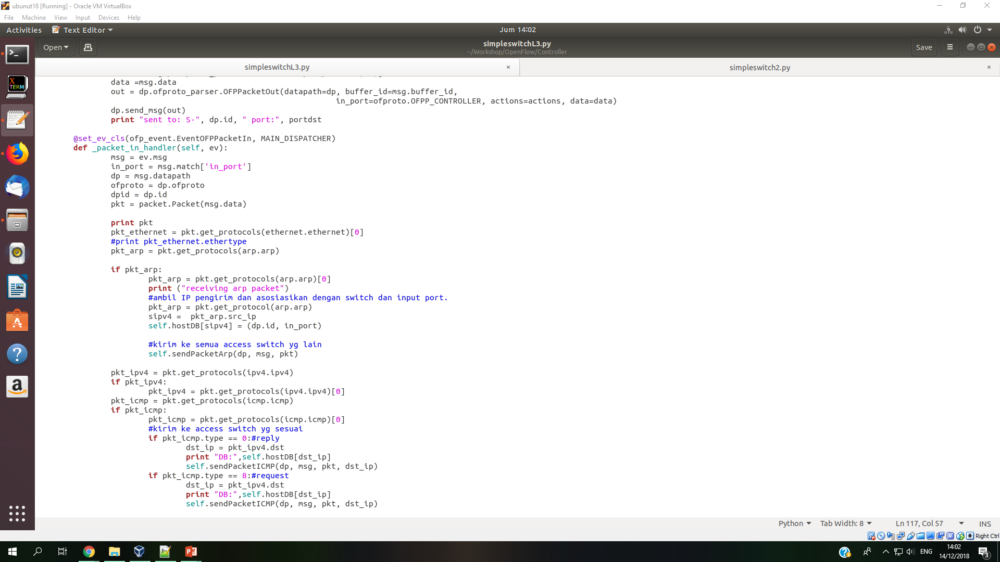 ubunut18 [Running] - Oracle VM VirtualBox
File Machine View Input Devices Help
Activities Text Editor Jum 14:02
Open simpleswitchL3.py Save
~/Workshop/OpenFlow/Controller
simpleswitchL3.py × simpleswitch2.py ×
data =msg.data
out = dp.ofproto_parser.OFPPacketOut(datapath=dp, buffer_id=msg.buffer_id,
in_port=ofproto.OFPP_CONTROLLER, actions=actions, data=data)
dp.send_msg(out)
print "sent to: S-", dp.id, " port:", portdst
@set_ev_cls(ofp_event.EventOFPPacketIn, MAIN_DISPATCHER)
def _packet_in_handler(self, ev):
msg = ev.msg
in_port = msg.match['in_port']
dp = msg.datapath
ofproto = dp.ofproto
dpid = dp.id
pkt = packet.Packet(msg.data)
print pkt
pkt_ethernet = pkt.get_protocols(ethernet.ethernet)[0]
#print pkt_ethernet.ethertype
pkt_arp = pkt.get_protocols(arp.arp)
if pkt_arp:
pkt_arp = pkt.get_protocols(arp.arp)[0]
print ("receiving arp packet")
#ambil IP pengirim dan asosiasikan dengan switch dan input port.
pkt_arp = pkt.get_protocol(arp.arp)
sipv4 =  pkt_arp.src_ip
self.hostDB[sipv4] = (dp.id, in_port)
#kirim ke semua access switch yg lain
self.sendPacketArp(dp, msg, pkt)
pkt_ipv4 = pkt.get_protocols(ipv4.ipv4)
if pkt_ipv4:
pkt_ipv4 = pkt.get_protocols(ipv4.ipv4)[0]
pkt_icmp = pkt.get_protocols(icmp.icmp)
if pkt_icmp:
pkt_icmp = pkt.get_protocols(icmp.icmp)[0]
#kirim ke access switch yg sesuai
if pkt_icmp.type == 0:#reply
dst_ip = pkt_ipv4.dst
print "DB:",self.hostDB[dst_ip]
self.sendPacketICMP(dp, msg, pkt, dst_ip)
if pkt_icmp.type == 8:#request
dst_ip = pkt_ipv4.dst
print "DB:",self.hostDB[dst_ip]
self.sendPacketICMP(dp, msg, pkt, dst_ip)
Python Tab Width: 8 Ln 117, Col 57 INS
Right Ctrl
ENG 14:02
14/12/2018 3
X TERM